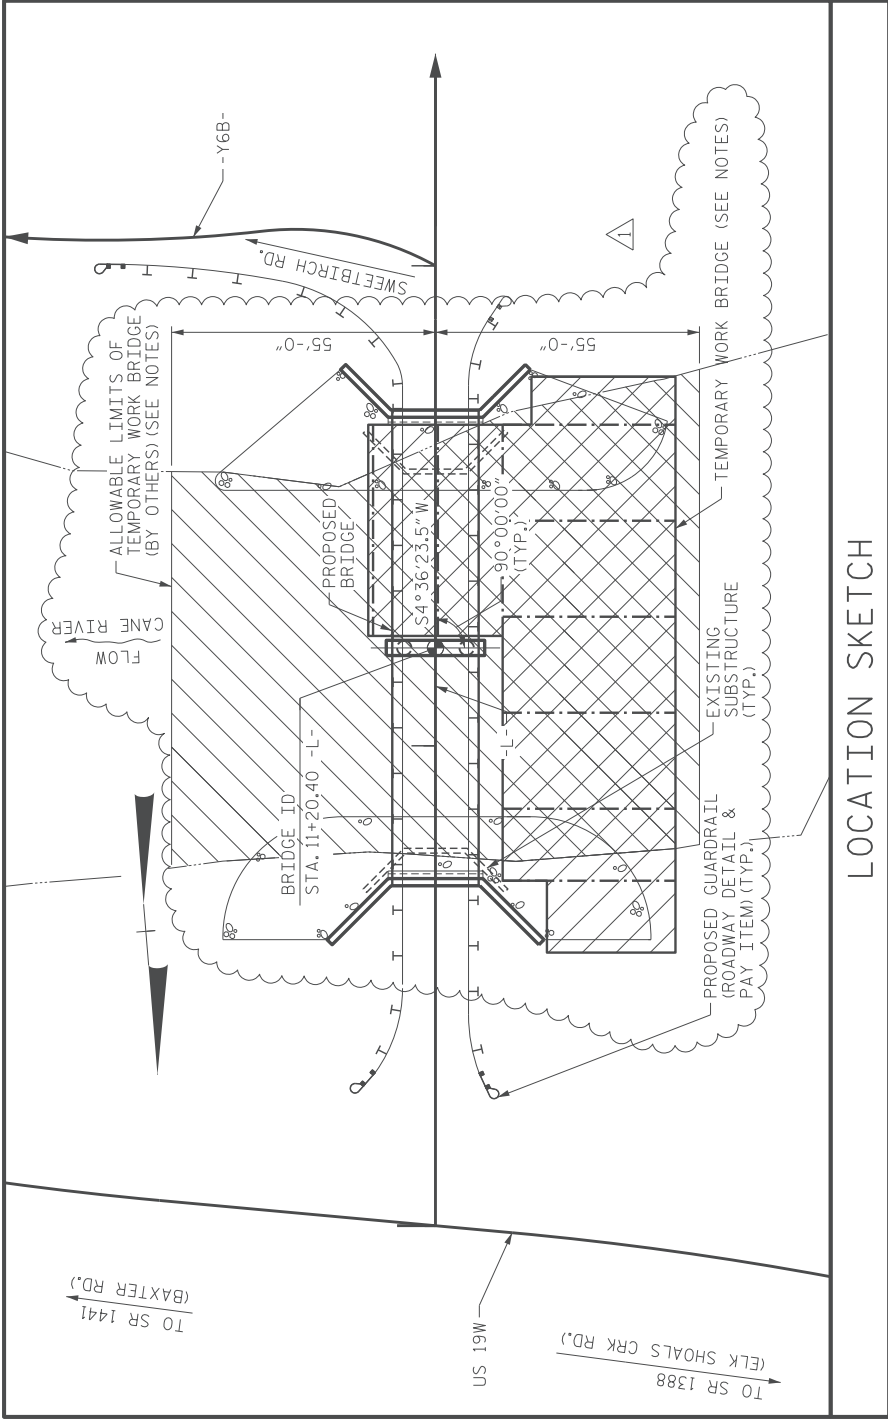 -Y6B-
SWEETBIRCH RD.
1
ALLOWABLE LIMITS OF
TEMPORARY WORK BRIDGE
(BY OTHERS)(SEE NOTES)
55'-0"
55'-0"
TEMPORARY WORK BRIDGE (SEE NOTES)
FLOW
CANE RIVER
PROPOSED
BRIDGE
S4°36'23.5"W
90°00'00"
(TYP.)
BRIDGE ID
STA. 11+20.40 -L-
-L-
EXISTING
SUBSTRUCTURE
(TYP.)
PROPOSED GUARDRAIL
(ROADWAY DETAIL &
PAY ITEM)(TYP.)
US 19W
TO SR 1441
(BAXTER RD.)
TO SR 1388
(ELK SHOALS CRK RD.)
LOCATION SKETCH